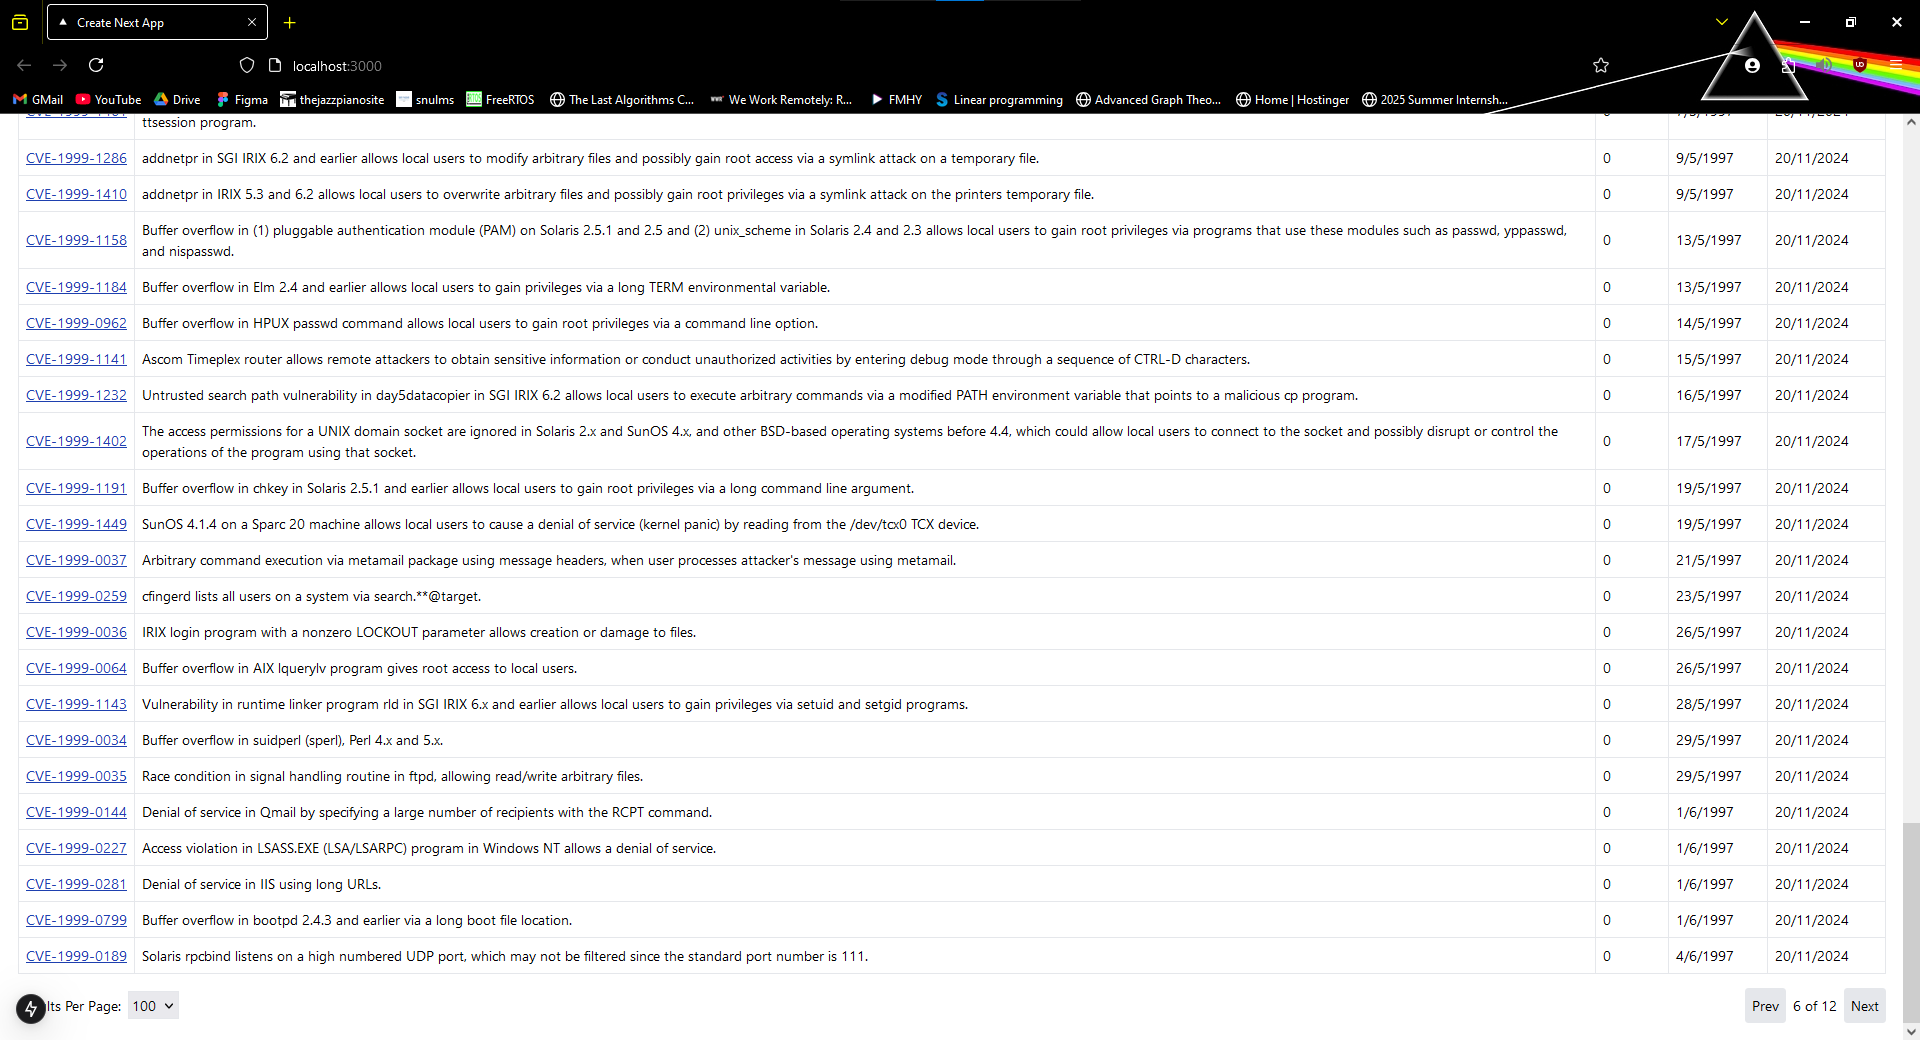 Create Next App
localhost:3000
GMail YouTube Drive Figma thejazzpianosite snulms FreeRTOS The Last Algorithms C... We Work Remotely: R... FMHY Linear programming Advanced Graph Theo... Home | Hostinger 2025 Summer Internsh...
ttsession program.
CVE-1999-1286 addnetpr in SGI IRIX 6.2 and earlier allows local users to modify arbitrary files and possibly gain root access via a symlink attack on a temporary file. 0 9/5/1997 20/11/2024
CVE-1999-1410 addnetpr in IRIX 5.3 and 6.2 allows local users to overwrite arbitrary files and possibly gain root privileges via a symlink attack on the printers temporary file. 0 9/5/1997 20/11/2024
CVE-1999-1158 Buffer overflow in (1) pluggable authentication module (PAM) on Solaris 2.5.1 and 2.5 and (2) unix_scheme in Solaris 2.4 and 2.3 allows local users to gain root privileges via programs that use these modules such as passwd, yppasswd, 0 13/5/1997 20/11/2024
and nispasswd.
CVE-1999-1184 Buffer overflow in Elm 2.4 and earlier allows local users to gain privileges via a long TERM environmental variable. 0 13/5/1997 20/11/2024
CVE-1999-0962 Buffer overflow in HPUX passwd command allows local users to gain root privileges via a command line option. 0 14/5/1997 20/11/2024
CVE-1999-1141 Ascom Timeplex router allows remote attackers to obtain sensitive information or conduct unauthorized activities by entering debug mode through a sequence of CTRL-D characters. 0 15/5/1997 20/11/2024
CVE-1999-1232 Untrusted search path vulnerability in day5datacopier in SGI IRIX 6.2 allows local users to execute arbitrary commands via a modified PATH environment variable that points to a malicious cp program. 0 16/5/1997 20/11/2024
CVE-1999-1402 The access permissions for a UNIX domain socket are ignored in Solaris 2.x and SunOS 4.x, and other BSD-based operating systems before 4.4, which could allow local users to connect to the socket and possibly disrupt or control the 0 17/5/1997 20/11/2024
operations of the program using that socket.
CVE-1999-1191 Buffer overflow in chkey in Solaris 2.5.1 and earlier allows local users to gain root privileges via a long command line argument. 0 19/5/1997 20/11/2024
CVE-1999-1449 SunOS 4.1.4 on a Sparc 20 machine allows local users to cause a denial of service (kernel panic) by reading from the /dev/tcx0 TCX device. 0 19/5/1997 20/11/2024
CVE-1999-0037 Arbitrary command execution via metamail package using message headers, when user processes attacker's message using metamail. 0 21/5/1997 20/11/2024
CVE-1999-0259 cfingerd lists all users on a system via search.**@target. 0 23/5/1997 20/11/2024
CVE-1999-0036 IRIX login program with a nonzero LOCKOUT parameter allows creation or damage to files. 0 26/5/1997 20/11/2024
CVE-1999-0064 Buffer overflow in AIX lquerylv program gives root access to local users. 0 26/5/1997 20/11/2024
CVE-1999-1143 Vulnerability in runtime linker program rld in SGI IRIX 6.x and earlier allows local users to gain privileges via setuid and setgid programs. 0 28/5/1997 20/11/2024
CVE-1999-0034 Buffer overflow in suidperl (sperl), Perl 4.x and 5.x. 0 29/5/1997 20/11/2024
CVE-1999-0035 Race condition in signal handling routine in ftpd, allowing read/write arbitrary files. 0 29/5/1997 20/11/2024
CVE-1999-0144 Denial of service in Qmail by specifying a large number of recipients with the RCPT command. 0 1/6/1997 20/11/2024
CVE-1999-0227 Access violation in LSASS.EXE (LSA/LSARPC) program in Windows NT allows a denial of service. 0 1/6/1997 20/11/2024
CVE-1999-0281 Denial of service in IIS using long URLs. 0 1/6/1997 20/11/2024
CVE-1999-0799 Buffer overflow in bootpd 2.4.3 and earlier via a long boot file location. 0 1/6/1997 20/11/2024
CVE-1999-0189 Solaris rpcbind listens on a high numbered UDP port, which may not be filtered since the standard port number is 111. 0 4/6/1997 20/11/2024
lts Per Page: 100 Prev 6 of 12 Next